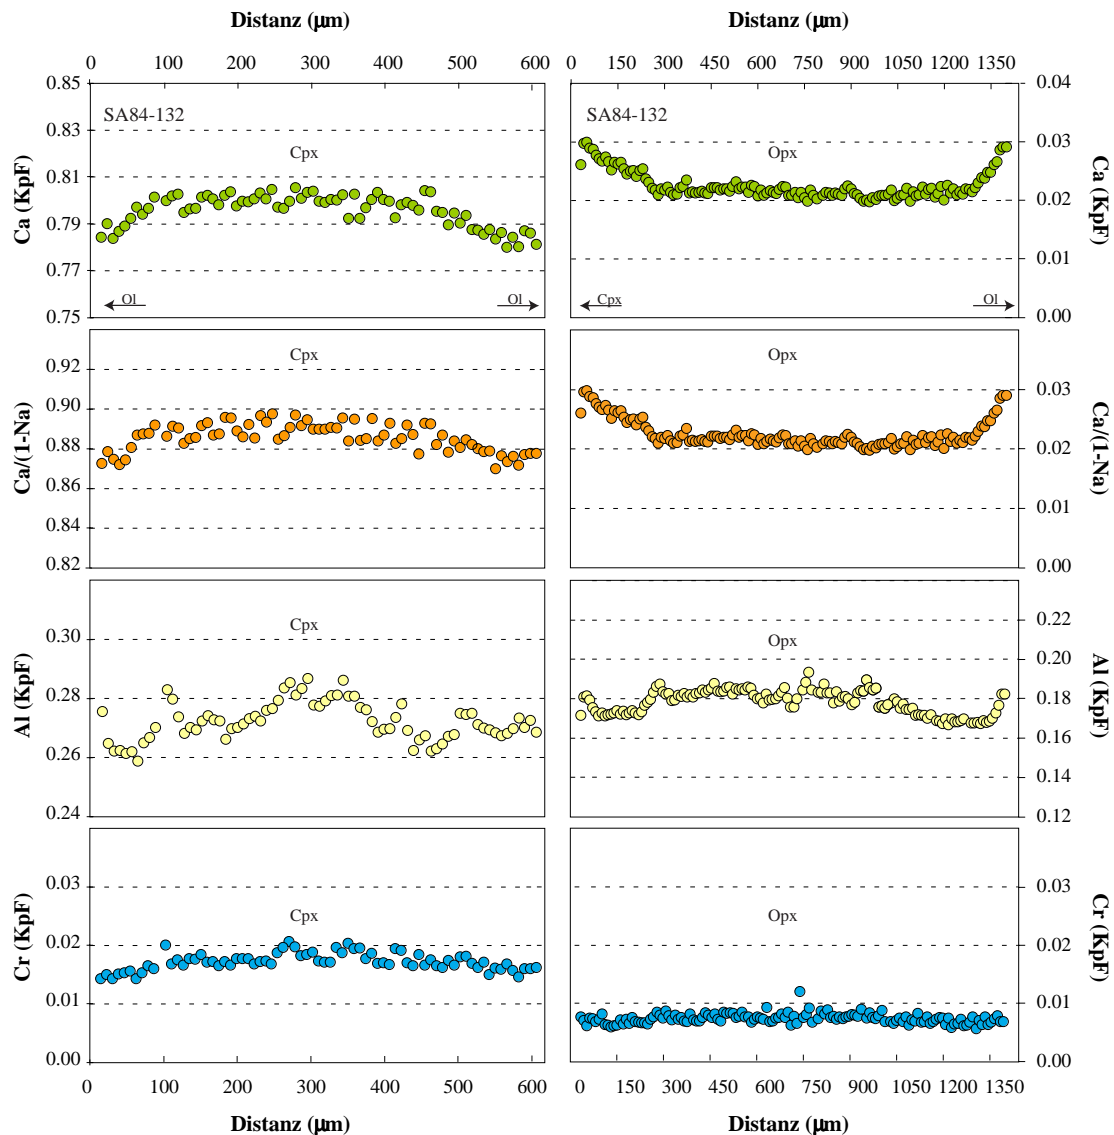 Distanz (μm)
Distanz (μm)
0 100 200 300 400 500 600
0 150 300 450 600 750 900 1050 1200 1350
0.85
0.83
0.81
0.79
0.77
0.75
Ca (KpF)
SA84-132
Cpx
Ol
Ol
SA84-132
Opx
Cpx
Ol
0.04
0.03
0.02
0.01
0.00
Ca (KpF)
0.92
0.90
0.88
0.86
0.84
0.82
Ca/(1-Na)
Cpx
Opx
0.03
0.02
0.01
0.00
Ca/(1-Na)
0.30
0.28
0.26
0.24
Al (KpF)
Cpx
Opx
0.22
0.20
0.18
0.16
0.14
0.12
Al (KpF)
0.03
0.02
0.01
0.00
Cr (KpF)
Cpx
Opx
0.03
0.02
0.01
0.00
Cr (KpF)
0 100 200 300 400 500 600
0 150 300 450 600 750 900 1050 1200 1350
Distanz (μm)
Distanz (μm)